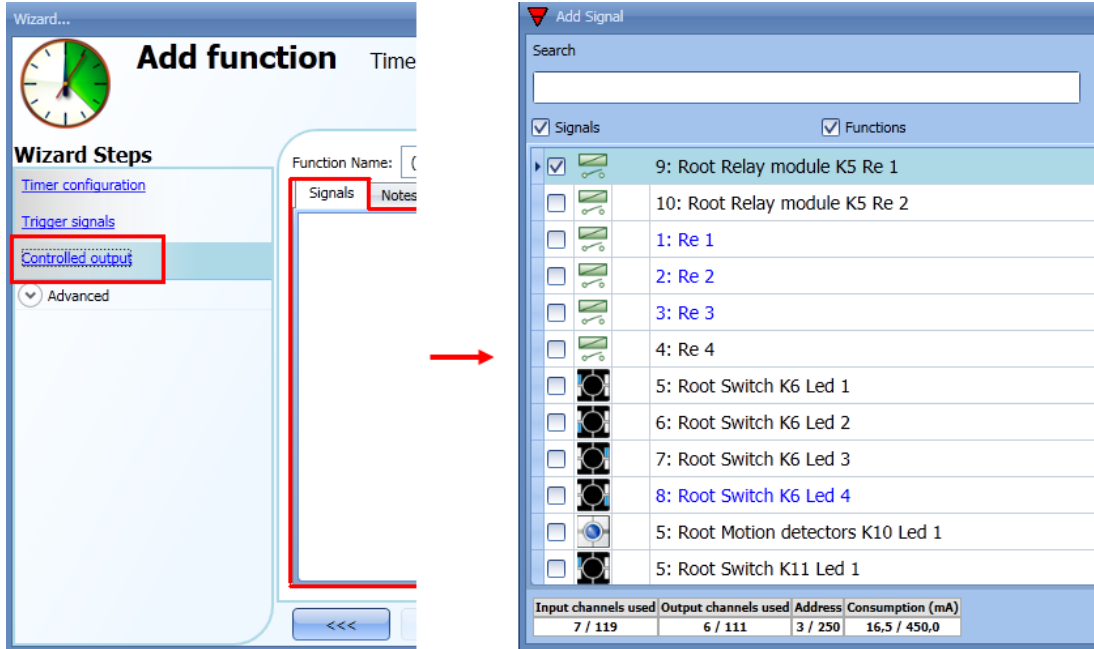 Wizard...
Add function Time
Wizard Steps
Timer configuration
Trigger signals
Controlled output
Advanced
Function Name: (
Signals Notes
<<<
Add Signal
Search
Signals Functions
9: Root Relay module K5 Re 1
10: Root Relay module K5 Re 2
1: Re 1
2: Re 2
3: Re 3
4: Re 4
5: Root Switch K6 Led 1
6: Root Switch K6 Led 2
7: Root Switch K6 Led 3
8: Root Switch K6 Led 4
5: Root Motion detectors K10 Led 1
5: Root Switch K11 Led 1
Input channels used Output channels used Address Consumption (mA)
7 / 119 6 / 111 3 / 250 16,5 / 450,0